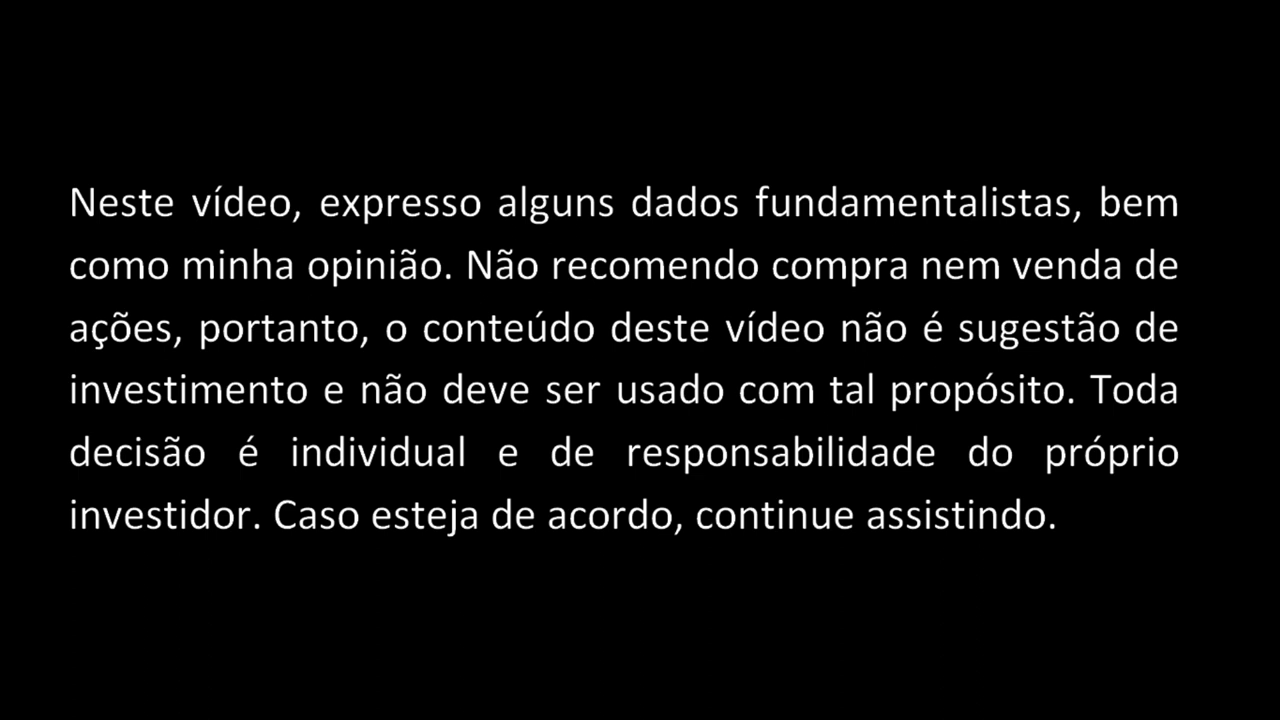 Neste vídeo, expresso alguns dados fundamentalistas, bem
como minha opinião. Não recomendo compra nem venda de
ações, portanto, o conteúdo deste vídeo não é sugestão de
investimento e não deve ser usado com tal propósito. Toda
decisão é individual e de responsabilidade do próprio
investidor. Caso esteja de acordo, continue assistindo.